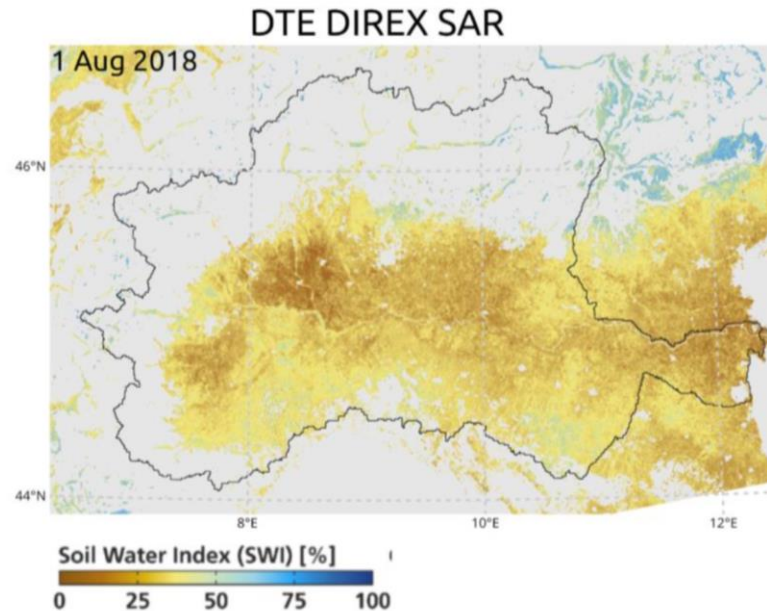 DTE DIREX SAR
1 Aug 2018
46°N
44°N
8°E 10°E 12°E
Soil Water Index (SWI) [%]
0 25 50 75 100